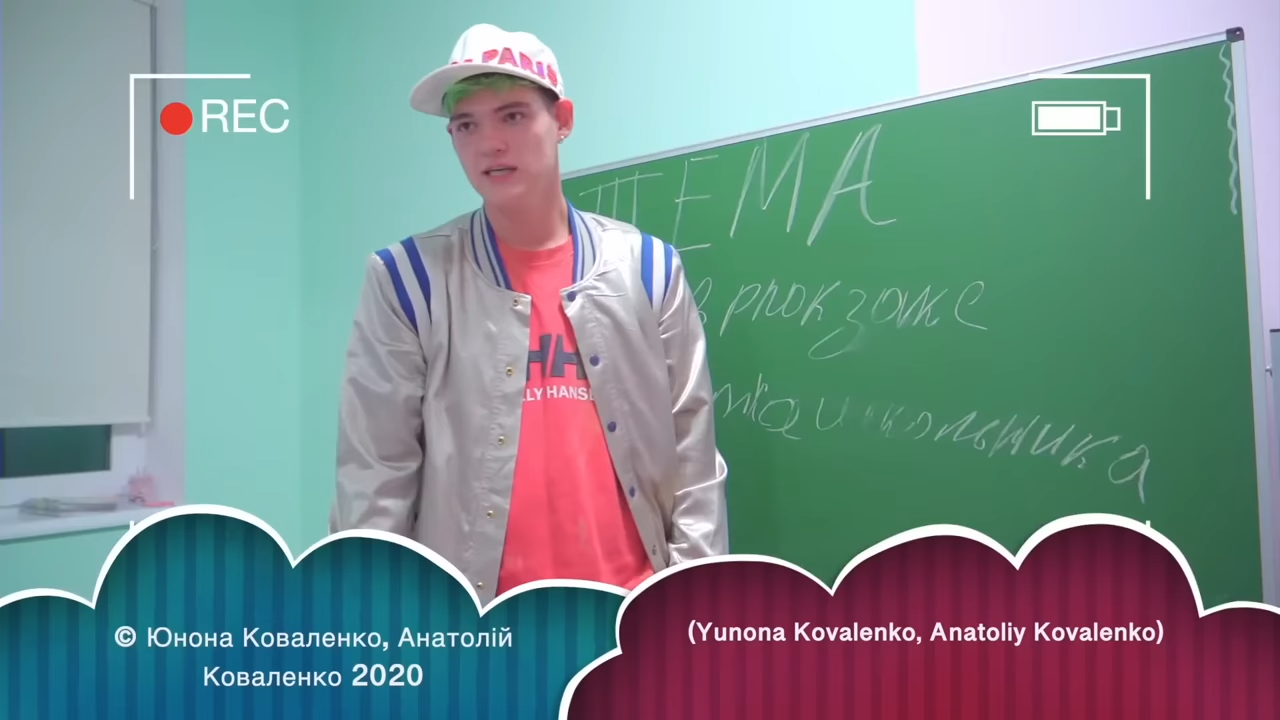 PARIS
REC
ТЕМА
в рюкзаке
школьника
HH
LLY HANSE
© Юнона Коваленко, Анатолій
Коваленко 2020
(Yunona Kovalenko, Anatoliy Kovalenko)